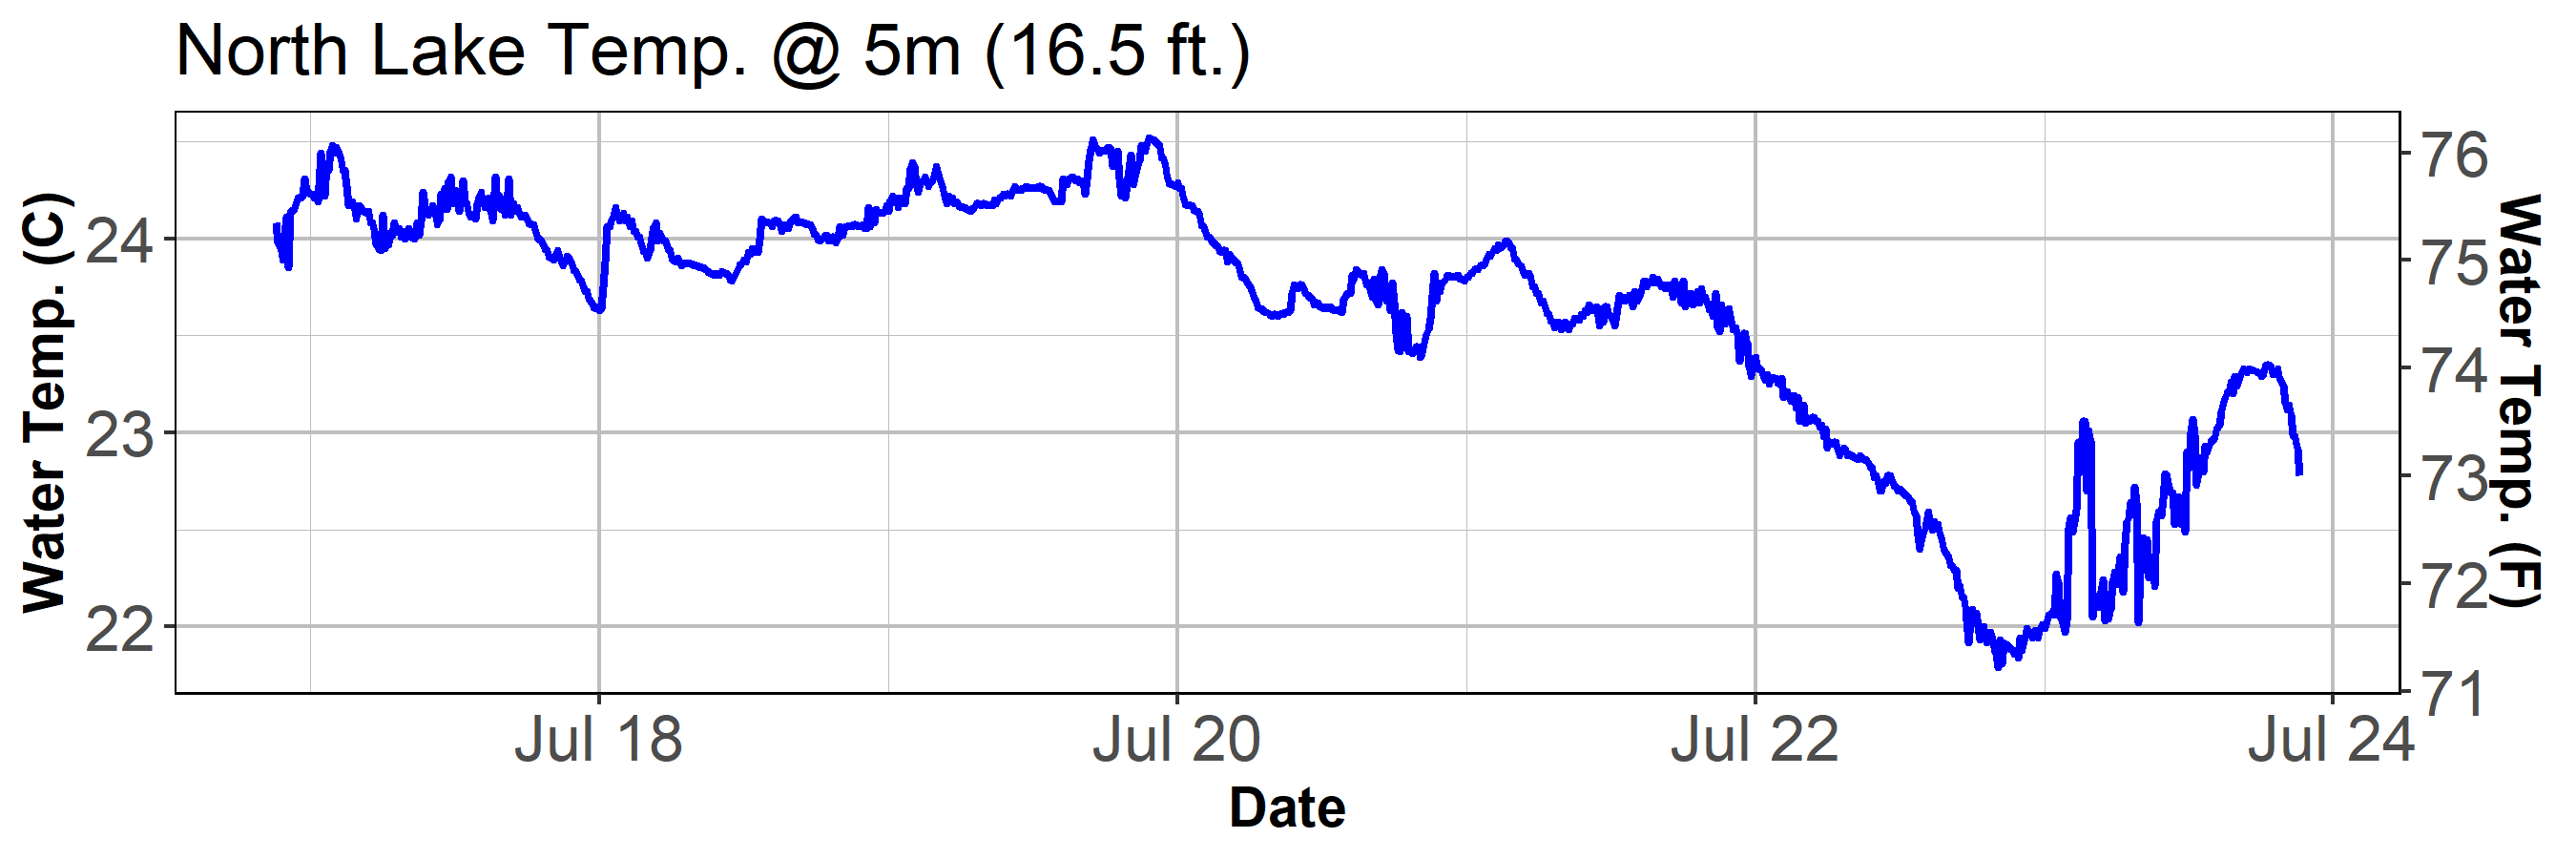 North Lake Temp. @ 5m (16.5 ft.)
Water Temp. (C)
24
23
22
76
75
74
73
72
71
Water Temp. (F)
Jul 18
Jul 20
Jul 22
Jul 24
Date